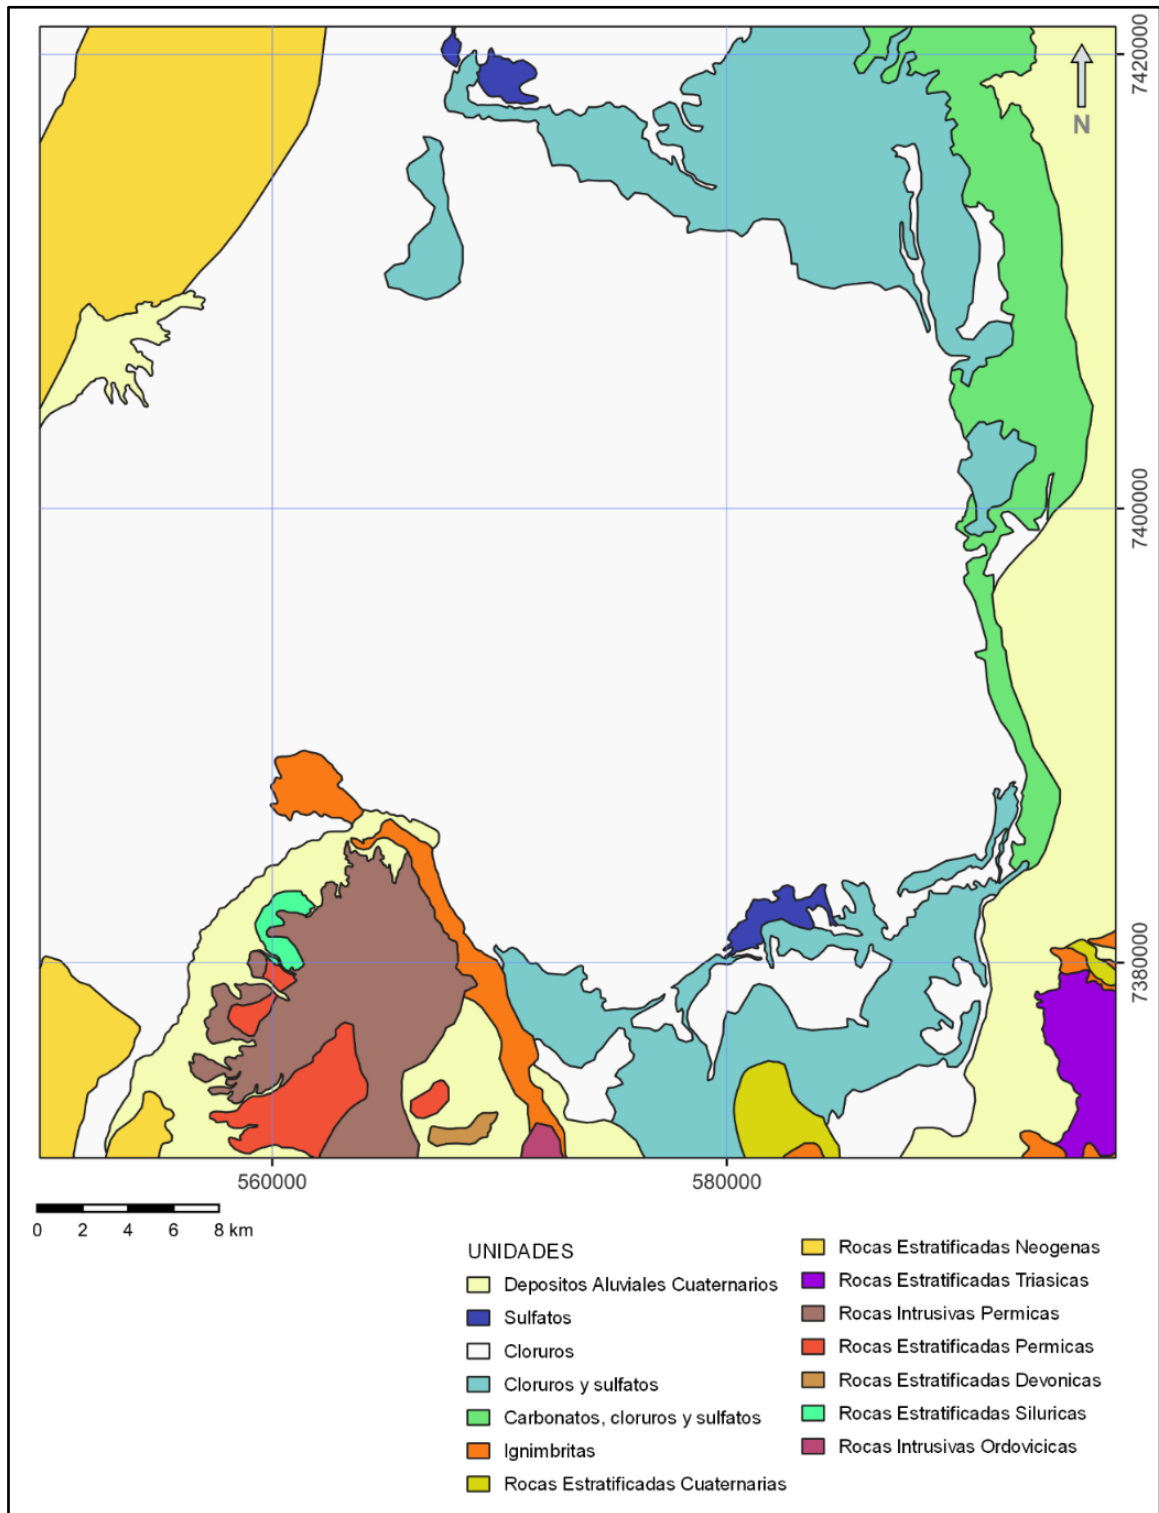 7420000
N
7400000
7380000
560000
580000
0 2 4 6 8 km
UNIDADES
Depositos Aluviales Cuaternarios
Sulfatos
Cloruros
Cloruros y sulfatos
Carbonatos, cloruros y sulfatos
Ignimbritas
Rocas Estratificadas Cuaternarias
Rocas Estratificadas Neogenas
Rocas Estratificadas Triasicas
Rocas Intrusivas Permicas
Rocas Estratificadas Permicas
Rocas Estratificadas Devonicas
Rocas Estratificadas Siluricas
Rocas Intrusivas Ordovicicas